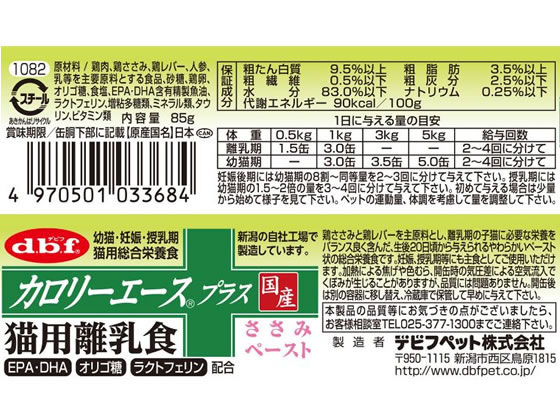 1082
スチール
あきかんはリサイクル
原材料/鶏肉、鶏ささみ、鶏レバー、人参、
乳等を主要原料とする食品、砂糖、鶏卵、
オリゴ糖、食塩、EPA・DHA含有精製魚油、
ラクトフェリン、増粘多糖類、ミネラル類、タウ
リン、ビタミン類 内容量 85g
賞味期限/缶胴下部に記載【原産国名】日本 CAN
4 970501 033684
保証成分
粗たん白質 9.5%以上 粗脂肪 3.5%以上
粗繊維 0.5%以下 粗灰分 2.5%以下
水分 83.0%以下 ナトリウム 0.25%以下
代謝エネルギー 90kcal/100g
1日に与える量の目安
体重 0.5kg 1kg 3kg 5kg 給与回数
離乳期 1.5缶 3.0缶 2〜4回に分けて
幼猫期 3.0缶 3.5缶 5.0缶 2〜4回に分けて
妊娠後期には幼猫期の8割〜同等量を2〜3回に分けて与えて下さい。授乳期には
幼猫期の1.5〜2倍の量を3〜4回に分けて与えて下さい。初めて与える場合は少量
から始めて様子を見て下さい。ペットの運動量、体調を考慮して量を調整して下さい。
d.b.f
デビフ
幼猫・妊娠・授乳期
猫用総合栄養食
新潟の自社工場で
製造しています。
カロリーエース®プラス
国産
猫用離乳食
ささみ
ペースト
EPA・DHA オリゴ糖 ラクトフェリン 配合
鶏ささみと鶏レバーを主原料とし、離乳期の子猫に必要な栄養を
バランス良く含んだ、生後20日頃から与えられるやわらかいペースト
状の総合栄養食です。妊娠、授乳期等にも主食としてご使用いただけ
ます。加熱による焦げや色むら、開缶時の気圧差による空気流入で
くぼみが生じることがありますが、品質には問題ありません。開缶後
は別の容器に移し替え、冷蔵庫で保管して早めに与えて下さい。
本製品の品質等にお気づきの点がございましたら、
お客様相談室TEL025-377-1300までご連絡下さい。
製造者 デビフペット株式会社
〒950-1115 新潟市西区鳥原1815
http://www.dbfpet.co.jp/